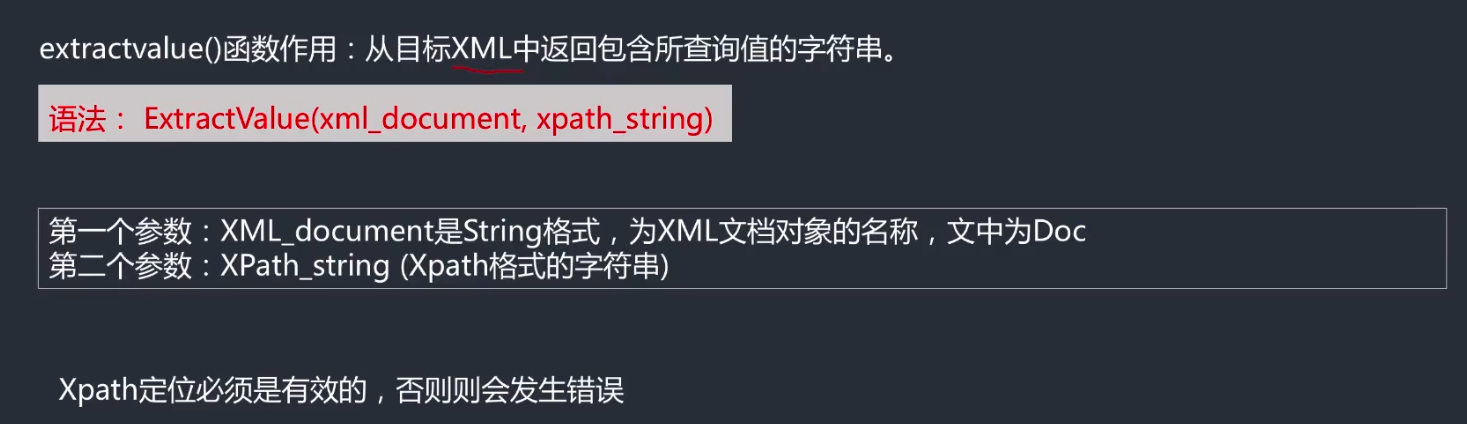 extractvalue()函数作用：从目标XML中返回包含所查询值的字符串。
语法： ExtractValue(xml_document, xpath_string)
第一个参数：XML_document是String格式，为XML文档对象的名称，文中为Doc
第二个参数：XPath_string (Xpath格式的字符串)
Xpath定位必须是有效的，否则则会发生错误